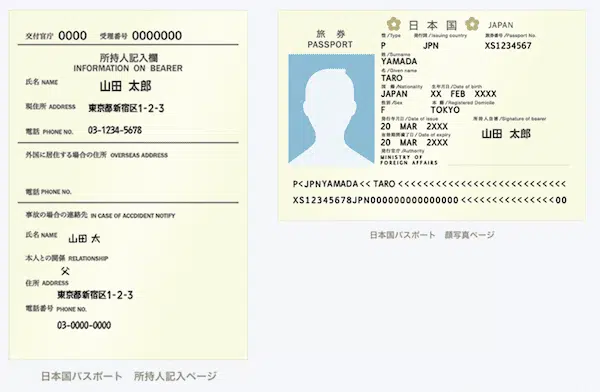 交付官庁 0000 受理番号 0000000
所持人記入欄
INFORMATION ON BEARER
氏名 NAME 山田 太郎
現住所 ADDRESS 東京都新宿区1-2-3
電話 PHONE NO. 03-1234-5678
外国に居住する場合の住所 OVERSEAS ADDRESS
電話 PHONE NO.
事故の場合の連絡先 IN CASE OF ACCDIDENT NOTIFY
氏名 NAME 山田 大
本人との関係 RELATIONSHIP
父
住所 ADDRESS
東京都新宿区1-2-3
電話番号 PHONE NO.
03-0000-0000
日本国パスポート 所持人記入ページ
旅券 日本国 JAPAN
PASSPORT
型/Type 発行国/Issuing country 旅券番号/Passport No.
P JPN XS1234567
姓/Surname
YAMADA
名/Given name
TARO
国籍/Nationality 生年月日/Date of birth
JAPAN XX FEB XXXX
性別/Sex 本籍/Registered Domicile
F TOKYO
発行年月日/Date of issue 所持人自署/Signature of bearer
20 MAR 2XXX 山田 太郎
有効期間満了日/Date of expiry
20 MAR 2XXX
発行官庁/Authority
MINISTRY OF
FOREIGN AFFAIRS
P<JPNYAMADA<< TARO <<<<<<<<<<<<<<<<<<<<<<<<<<
XS12345678JPN0000000000000000 <<<<<<<<<<<<<<<00
日本国パスポート 顔写真ページ